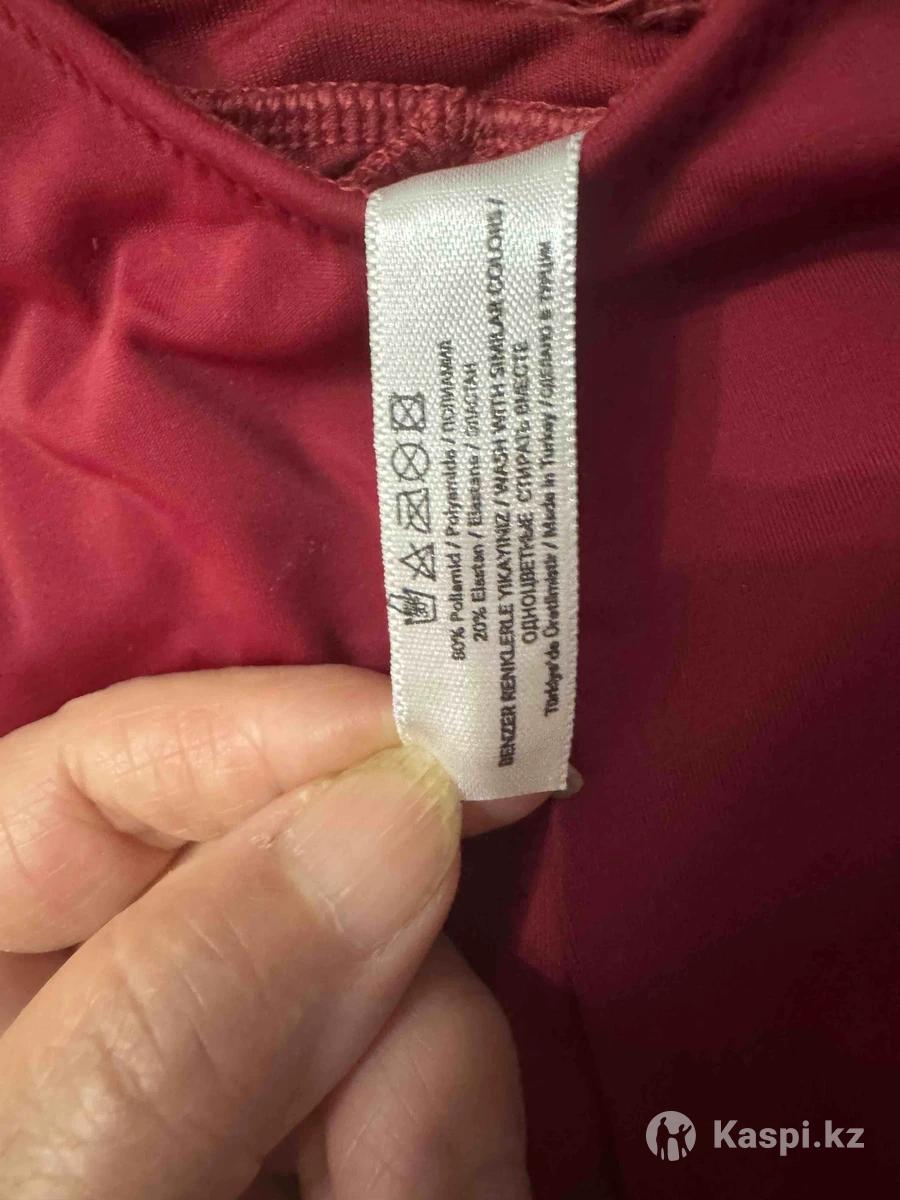 80% Poliamid / Polyamide / ПОЛИАМИД
20% Elastan / Elastane / ЭЛАСТАН
BENZER RENKLERLE YIKAYINIZ / WASH WITH SIMILAR COLORS /
ОДНОЦВЕТНЫЕ СТИРАТЬ ВМЕСТЕ
Türkiye'de Üretilmiştir / Made in Turkey / СДЕЛАНО В ТУРЦИИ
Kaspi.kz